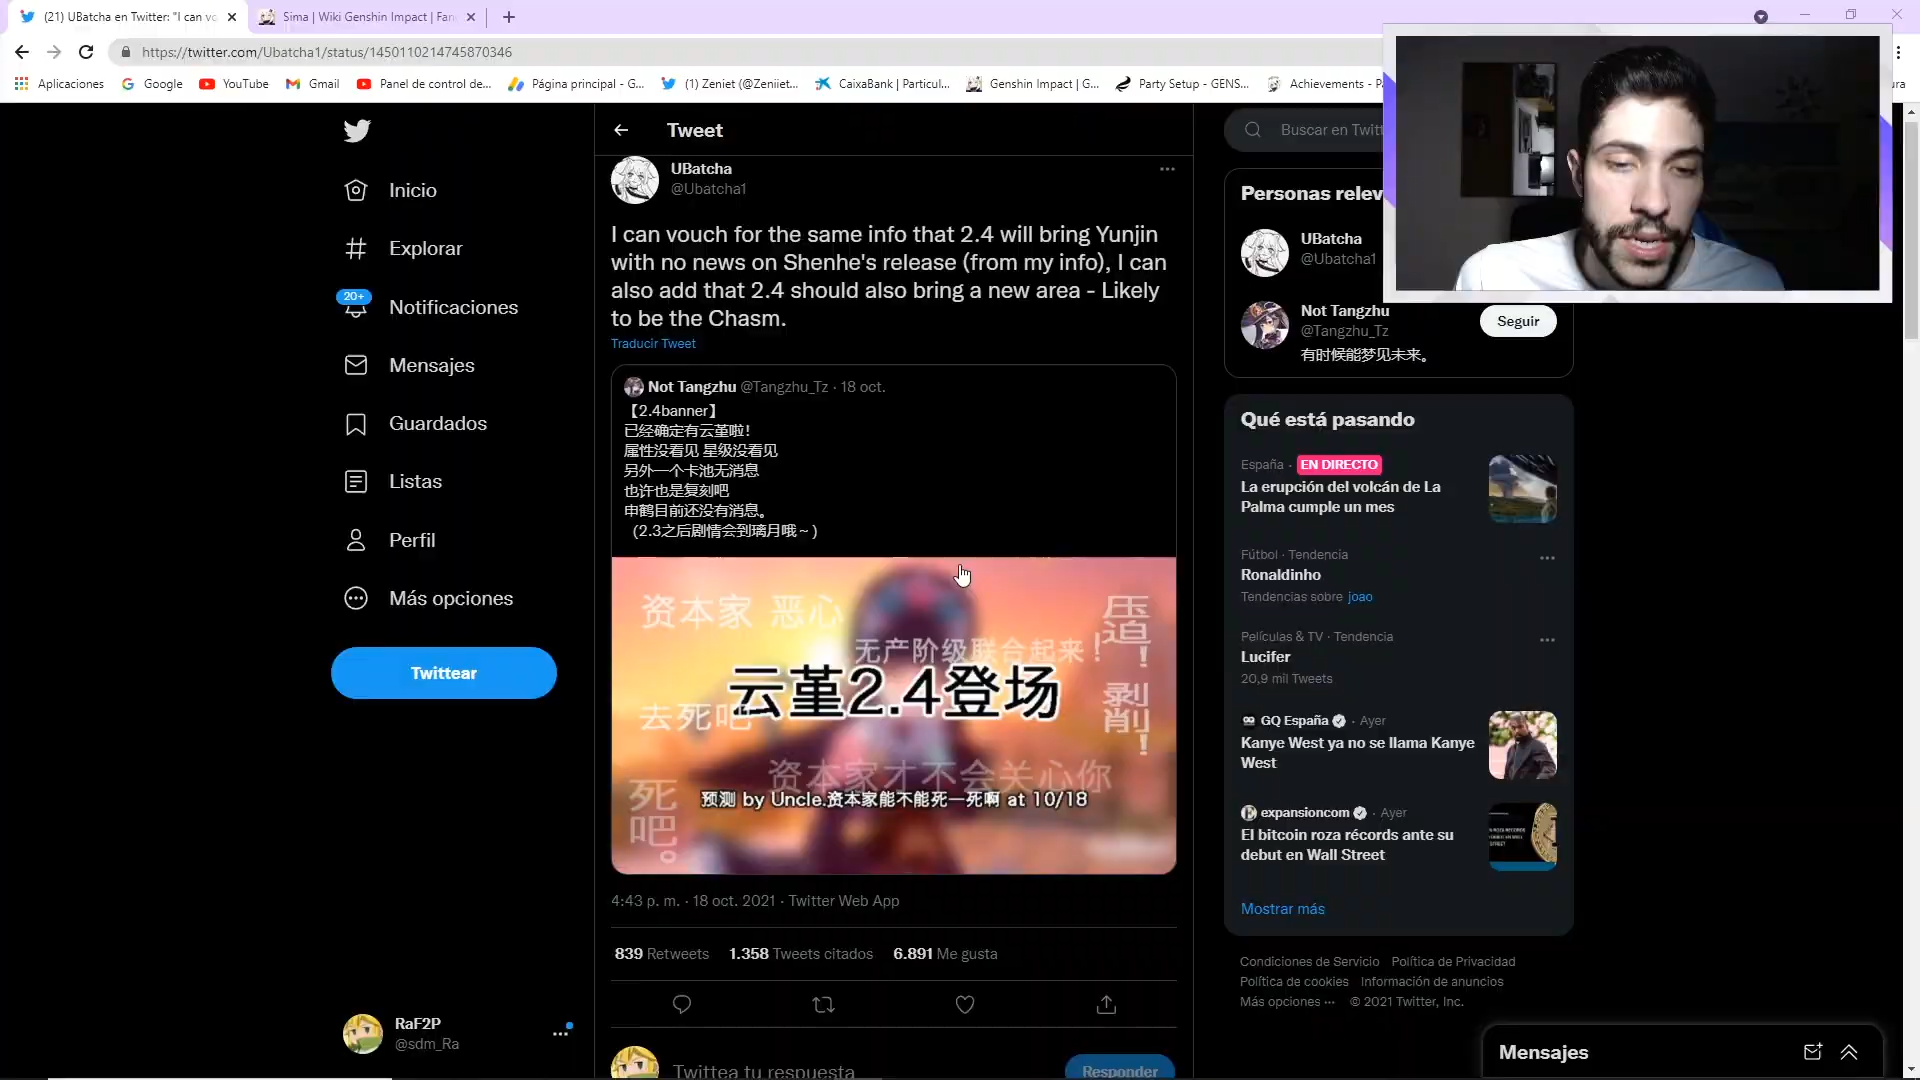 (21) UBatcha en Twitter: "I can vo
Sima | Wiki Genshin Impact | Fan
https://twitter.com/Ubatcha1/status/1450110214745870346
Aplicaciones
Google
YouTube
Gmail
Panel de control de...
Página principal - G...
(1) Zeniet (@Zeniiet...
CaixaBank | Particul...
Genshin Impact | G...
Party Setup - GENS...
Achievements - Pa
ura
Inicio
Explorar
20+
Notificaciones
Mensajes
Guardados
Listas
Perfil
Más opciones
Twittear
RaF2P
@sdm_Ra
Tweet
UBatcha
@Ubatcha1
I can vouch for the same info that 2.4 will bring Yunjin
with no news on Shenhe's release (from my info), I can
also add that 2.4 should also bring a new area - Likely
to be the Chasm.
Traducir Tweet
Not Tangzhu @Tangzhu_Tz · 18 oct.
【2.4banner】
已经确定有云堇啦!
属性没看见 星级没看见
另外一个卡池无消息
也许也是复刻吧
申鹤目前还没有消息。
(2.3之后剧情会到璃月哦~)
资本家 恶心
压迫!
无产阶级联合起来!
云堇2.4登场
剥削!
去死吧
资本家才不会关心你
预测 by Uncle.资本家能不能死一死啊 at 10/18
死吧。
4:43 p. m. · 18 oct. 2021 · Twitter Web App
839 Retweets 1.358 Tweets citados 6.891 Me gusta
Twittea tu respuesta
Responder
Buscar en Twitt
Personas relev
UBatcha
@Ubatcha1
Not Tangzhu
@Tangzhu_Tz
有时候能梦见未来。
Seguir
Qué está pasando
España · EN DIRECTO
La erupción del volcán de La
Palma cumple un mes
Fútbol · Tendencia
Ronaldinho
Tendencias sobre joao
Películas & TV · Tendencia
Lucifer
20,9 mil Tweets
GQ España · Ayer
Kanye West ya no se llama Kanye
West
expansioncom · Ayer
El bitcoin roza récords ante su
debut en Wall Street
Mostrar más
Condiciones de Servicio Política de Privacidad
Política de cookies Información de anuncios
Más opciones ··· © 2021 Twitter, Inc.
Mensajes